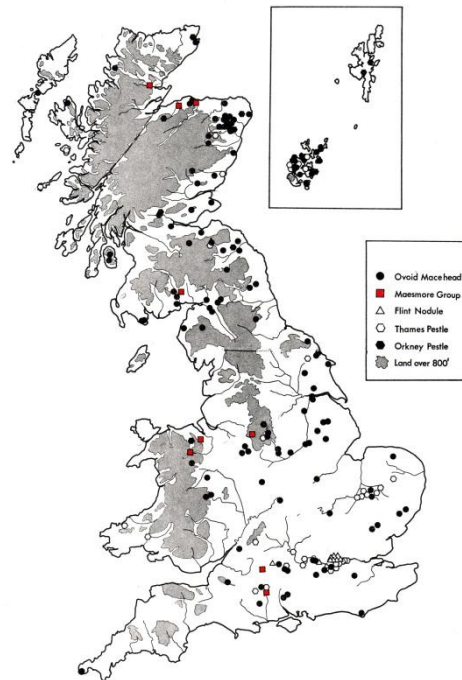 Ovoid Macehead
Maesmore Group
Flint Nodule
Thames Pestle
Orkney Pestle
Land over 800'